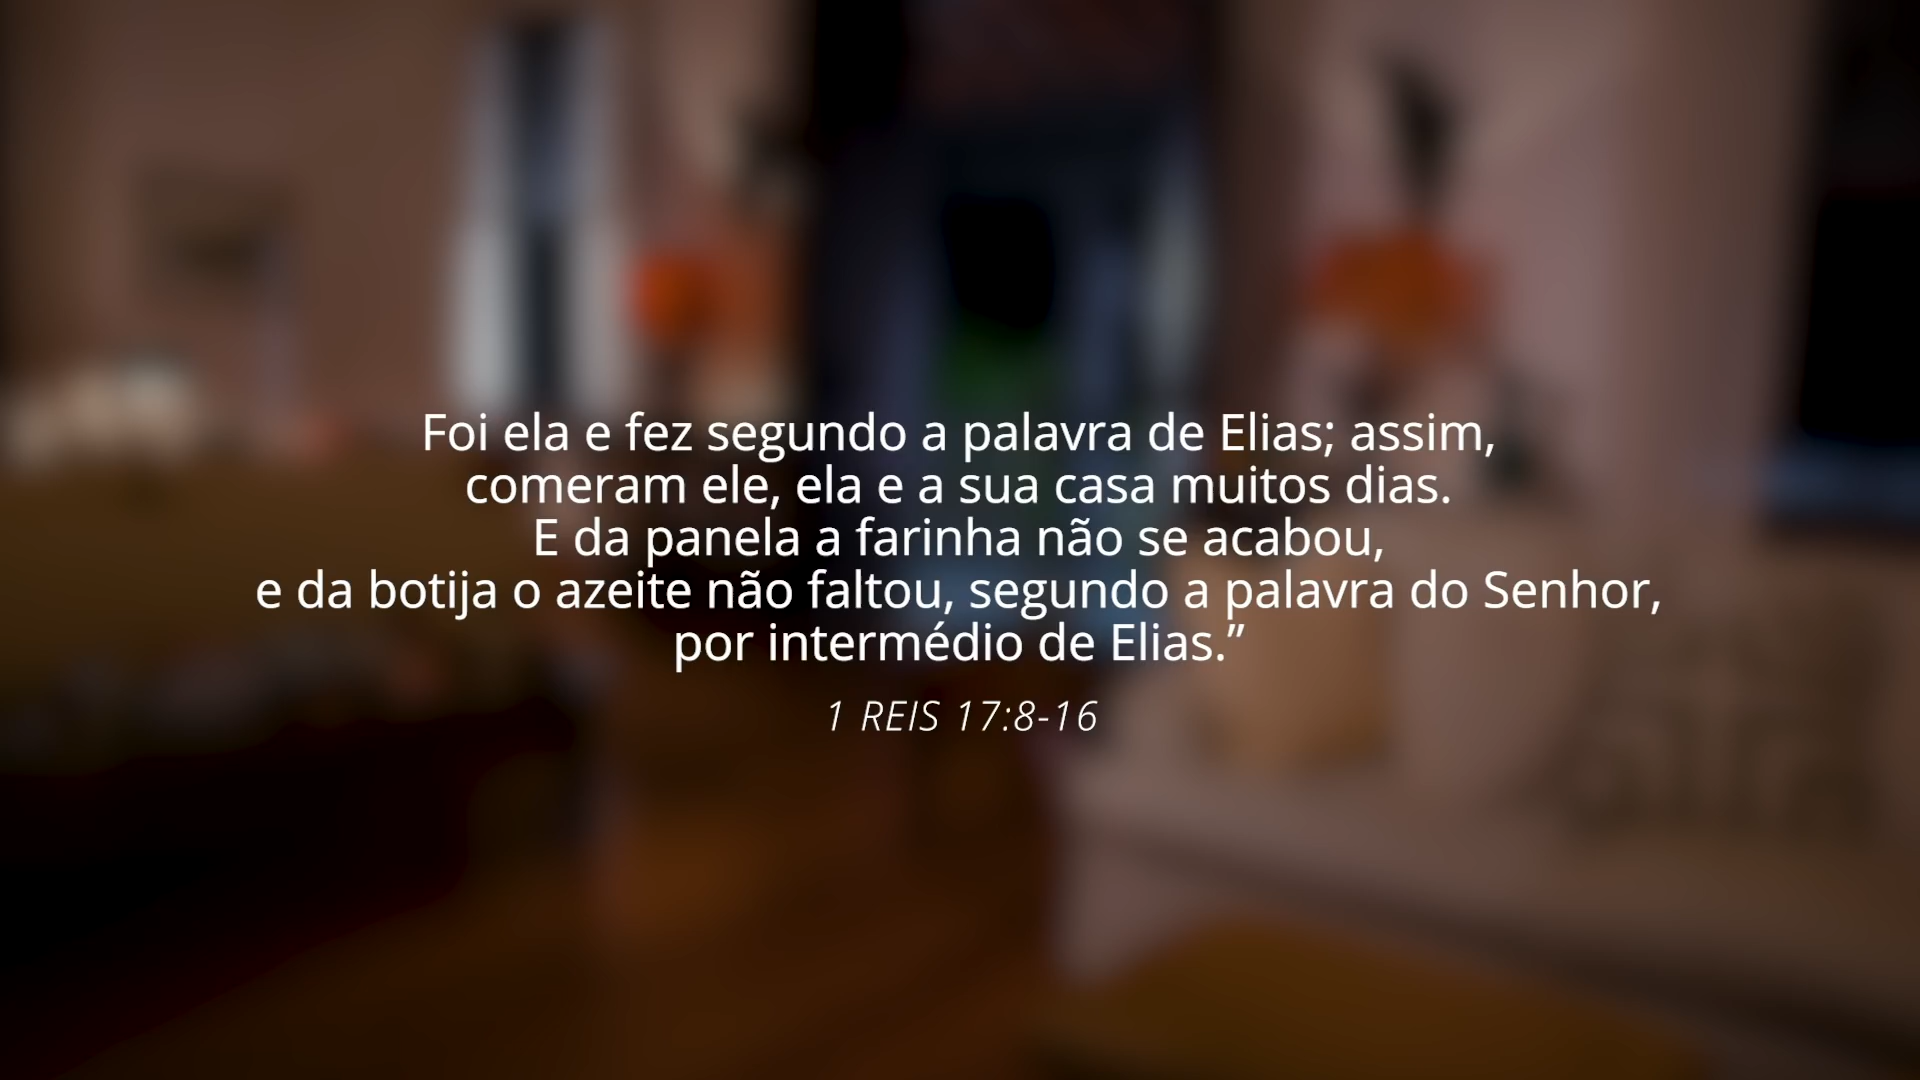 Foi ela e fez segundo a palavra de Elias; assim,
comeram ele, ela e a sua casa muitos dias.
E da panela a farinha não se acabou,
e da botija o azeite não faltou, segundo a palavra do Senhor,
por intermédio de Elias.”
1 REIS 17:8-16